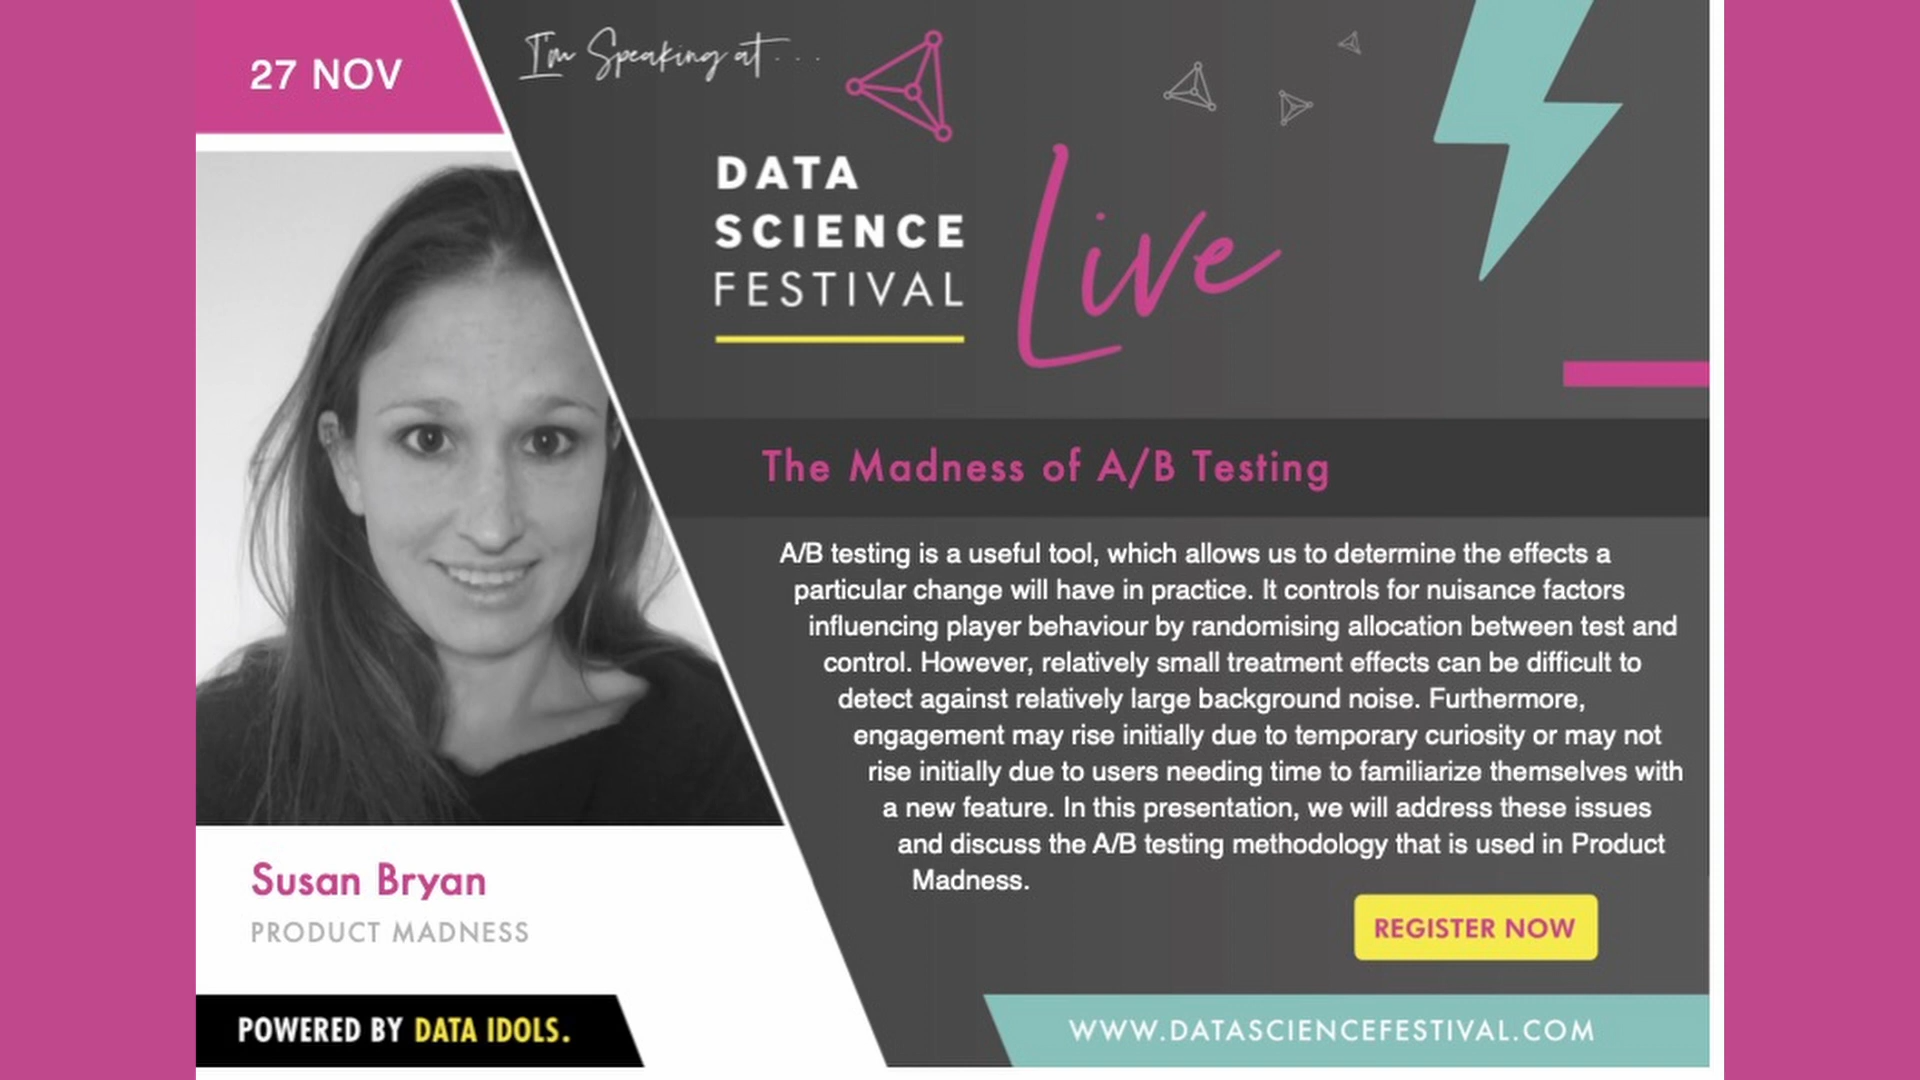 27 NOV
I'm Speaking at...
DATA
SCIENCE
FESTIVAL
Live
The Madness of A/B Testing
A/B testing is a useful tool, which allows us to determine the effects a
particular change will have in practice. It controls for nuisance factors
influencing player behaviour by randomising allocation between test and
control. However, relatively small treatment effects can be difficult to
detect against relatively large background noise. Furthermore,
engagement may rise initially due to temporary curiosity or may not
rise initially due to users needing time to familiarize themselves with
a new feature. In this presentation, we will address these issues
and discuss the A/B testing methodology that is used in Product
Madness.
Susan Bryan
PRODUCT MADNESS
REGISTER NOW
POWERED BY DATA IDOLS.
WWW.DATASCIENCEFESTIVAL.COM